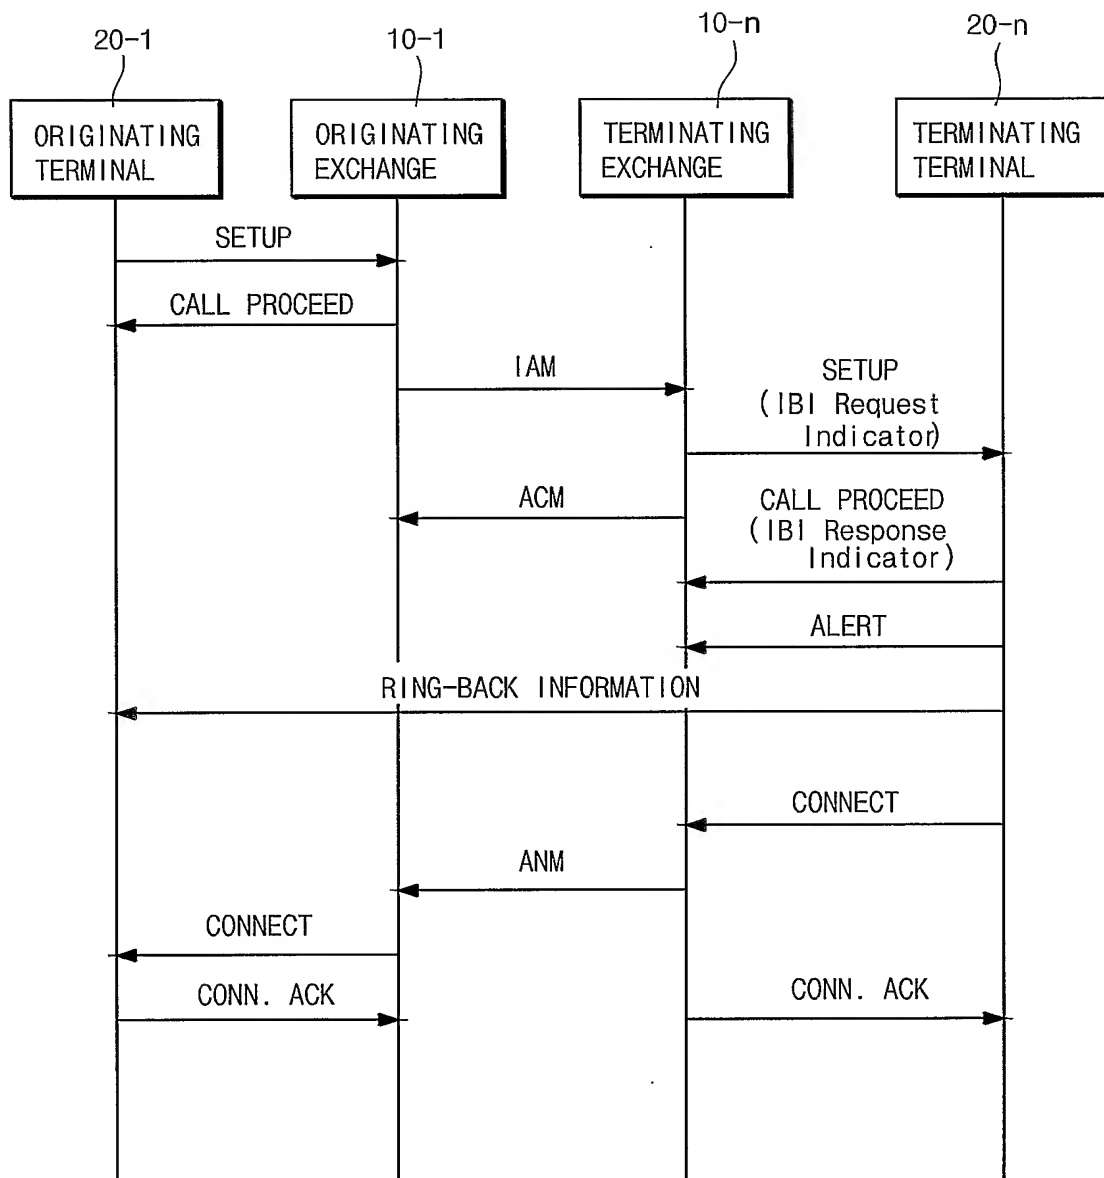 20-1
10-1
10-n
20-n
ORIGINATING
TERMINAL
ORIGINATING
EXCHANGE
TERMINATING
EXCHANGE
TERMINATING
TERMINAL
SETUP
CALL PROCEED
IAM
SETUP
(IBI Request
Indicator)
ACM
CALL PROCEED
(IBI Response
Indicator)
ALERT
RING-BACK INFORMATION
CONNECT
ANM
CONNECT
CONN. ACK
CONN. ACK